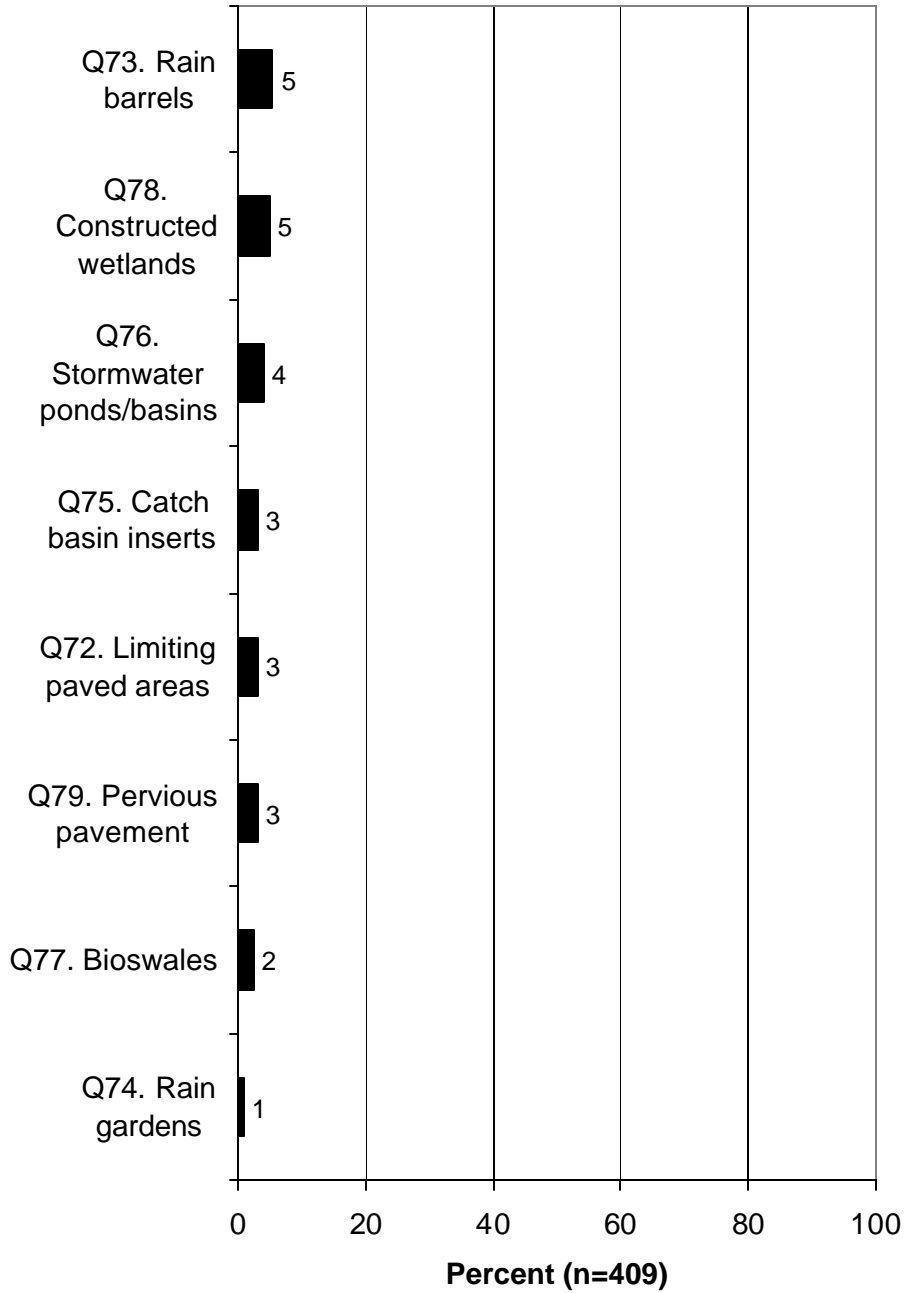 Q73. Rain
barrels
5
Q78.
Constructed
wetlands
5
Q76.
Stormwater
ponds/basins
4
Q75. Catch
basin inserts
3
Q72. Limiting
paved areas
3
Q79. Pervious
pavement
3
Q77. Bioswales
2
Q74. Rain
gardens
1
0 20 40 60 80 100
Percent (n=409)